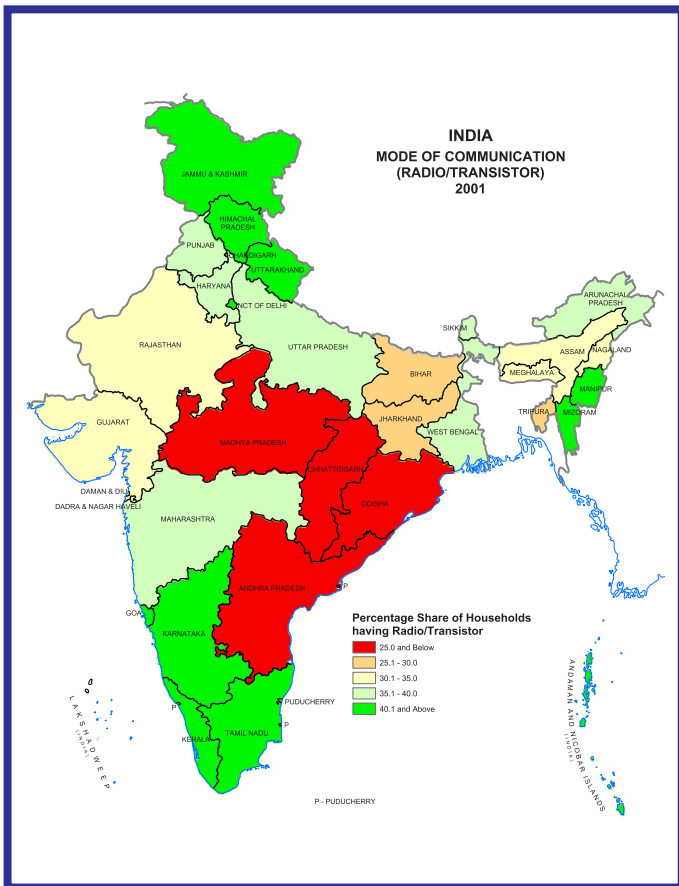 INDIA
MODE OF COMMUNICATION
(RADIO/TRANSISTOR)
2001
JAMMU & KASHMIR
HIMACHAL
PRADESH
PUNJAB
CHANDIGARH
UTTARAKHAND
HARYANA
NCT OF DELHI
ARUNACHAL
PRADESH
SIKKIM
RAJASTHAN
UTTAR PRADESH
ASSAM
NAGALAND
BIHAR
MEGHALAYA
MANIPUR
TRIPURA
MIZORAM
JHARKHAND
GUJARAT
MADHYA PRADESH
WEST BENGAL
CHHATTISGARH
DAMAN & DIU
DADRA & NAGAR HAVELI
ODISHA
MAHARASHTRA
ANDHRA PRADESH
P
GOA
KARNATAKA
Percentage Share of Households
having Radio/Transistor
25.0 and Below
25.1 - 30.0
30.1 - 35.0
35.1 - 40.0
40.1 and Above
LAKSHADWEEP
(INDIA)
P
PUDUCHERRY
P
KERALA
TAMIL NADU
ANDAMAN AND NICOBAR ISLANDS
(INDIA)
P - PUDUCHERRY